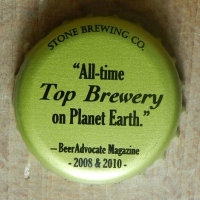 STONE BREWING CO.
“All-time
Top Brewery
on Planet Earth.”
– BeerAdvocate Magazine
- 2008 & 2010 -